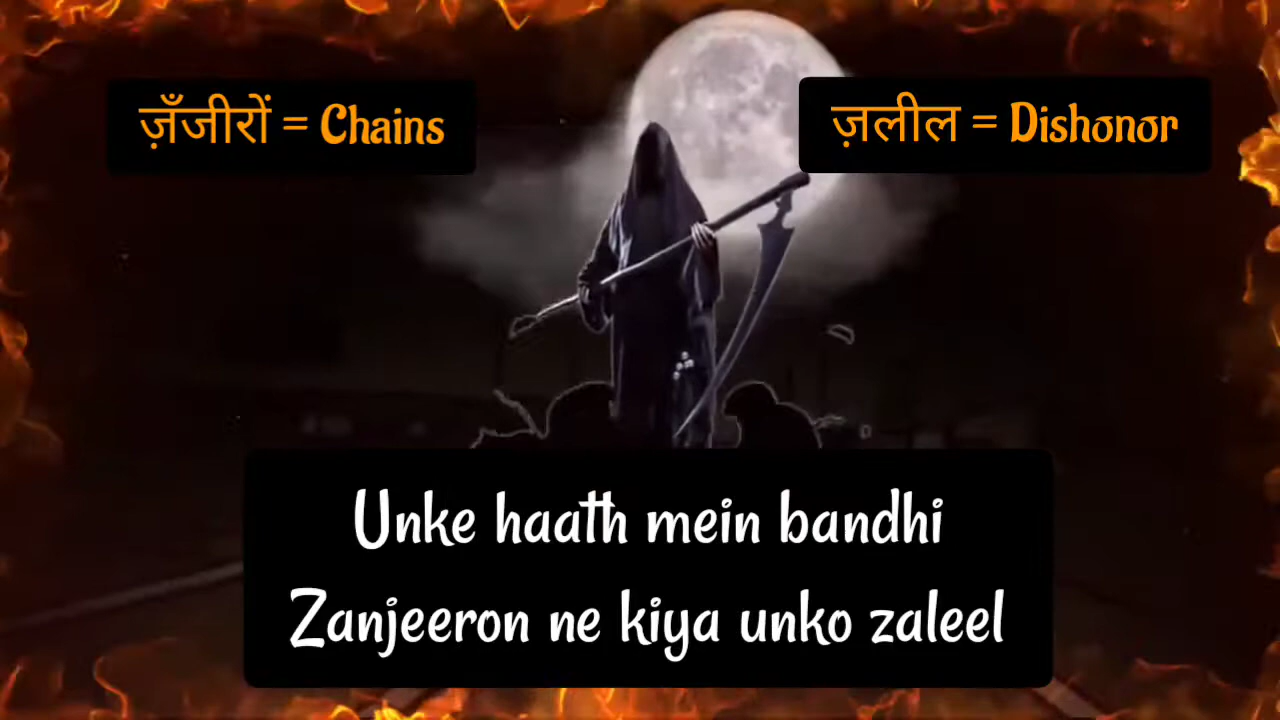 ज़ँजीरों = Chains
ज़लील = Dishonor
Unke haath mein bandhi
Zanjeeron ne kiya unko zaleel